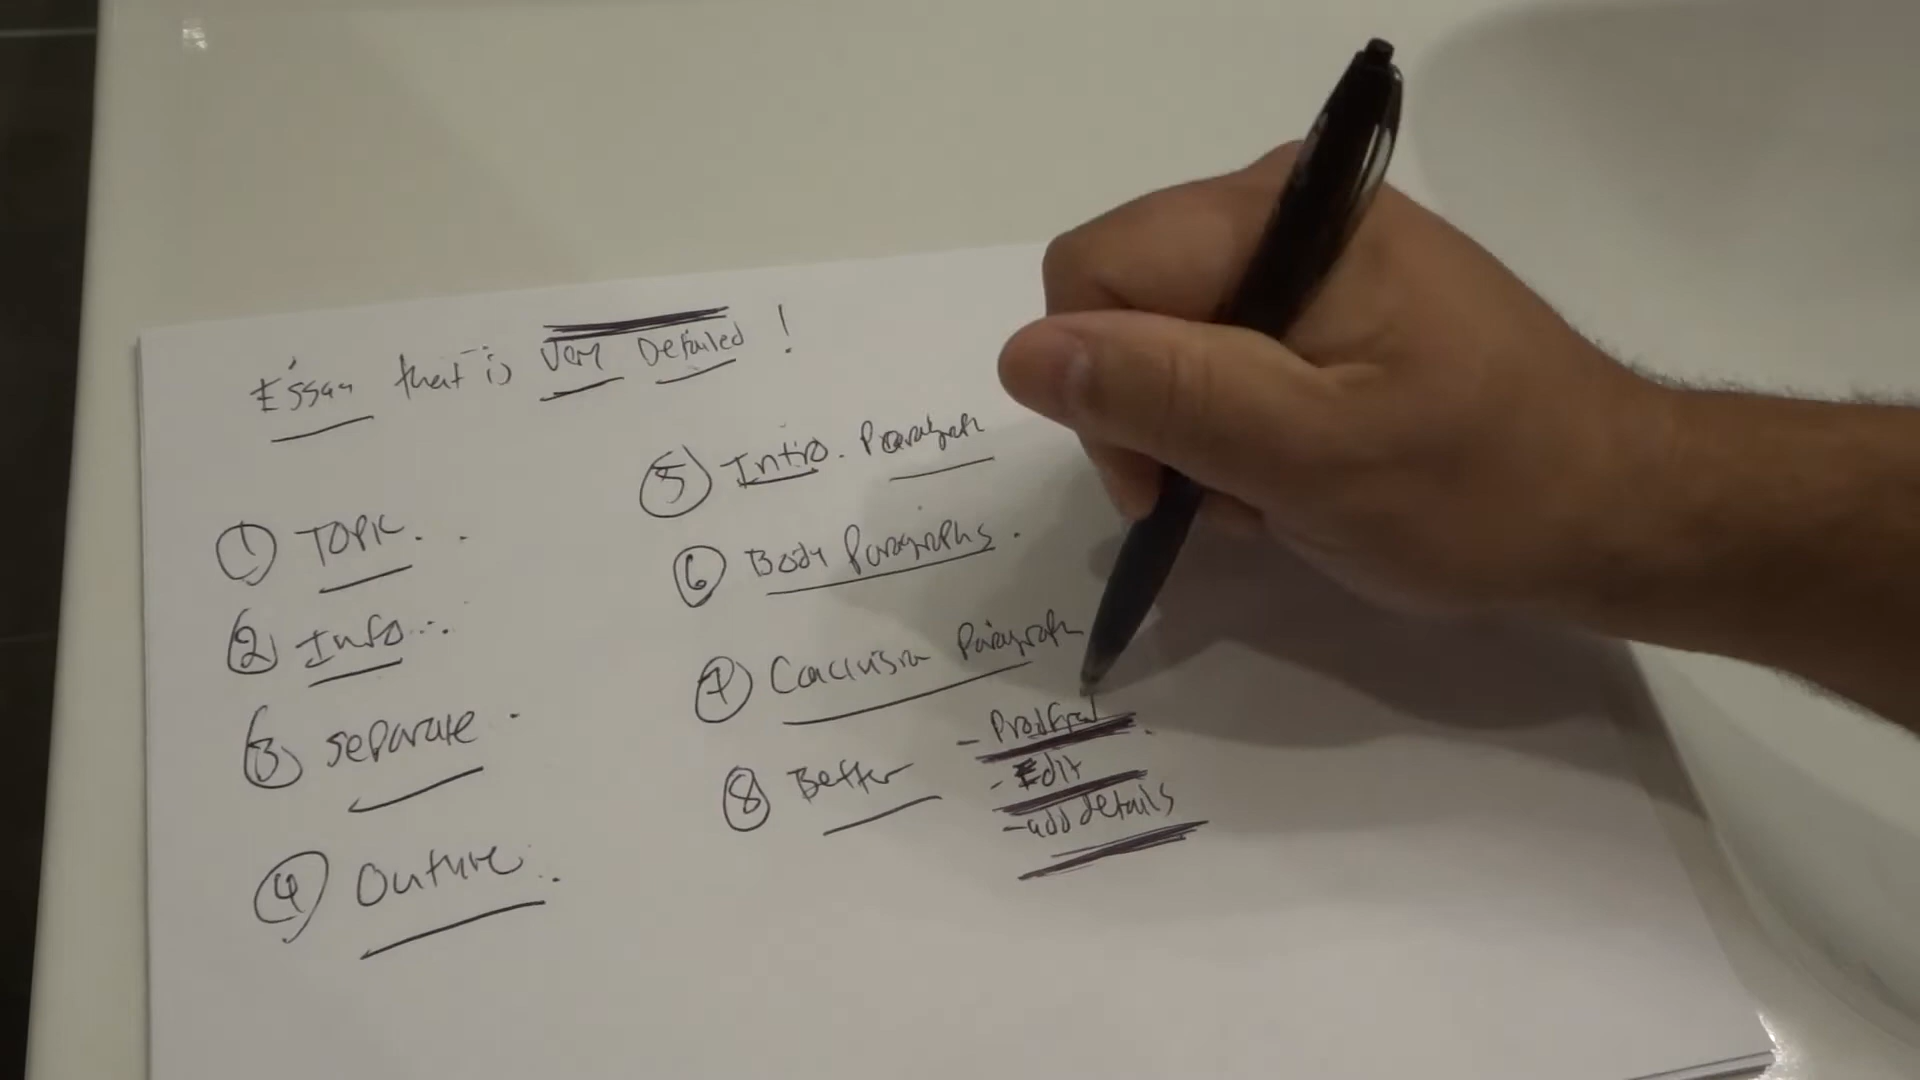 Essay that is Very Detailed!
① TOPIC.
② Info...
③ separate.
④ Outline..
⑤ Intro. Paragraph
⑥ Body Paragraphs.
⑦ Conclusion Paragraph
⑧ Better
- Proofread
- Edit
- add details